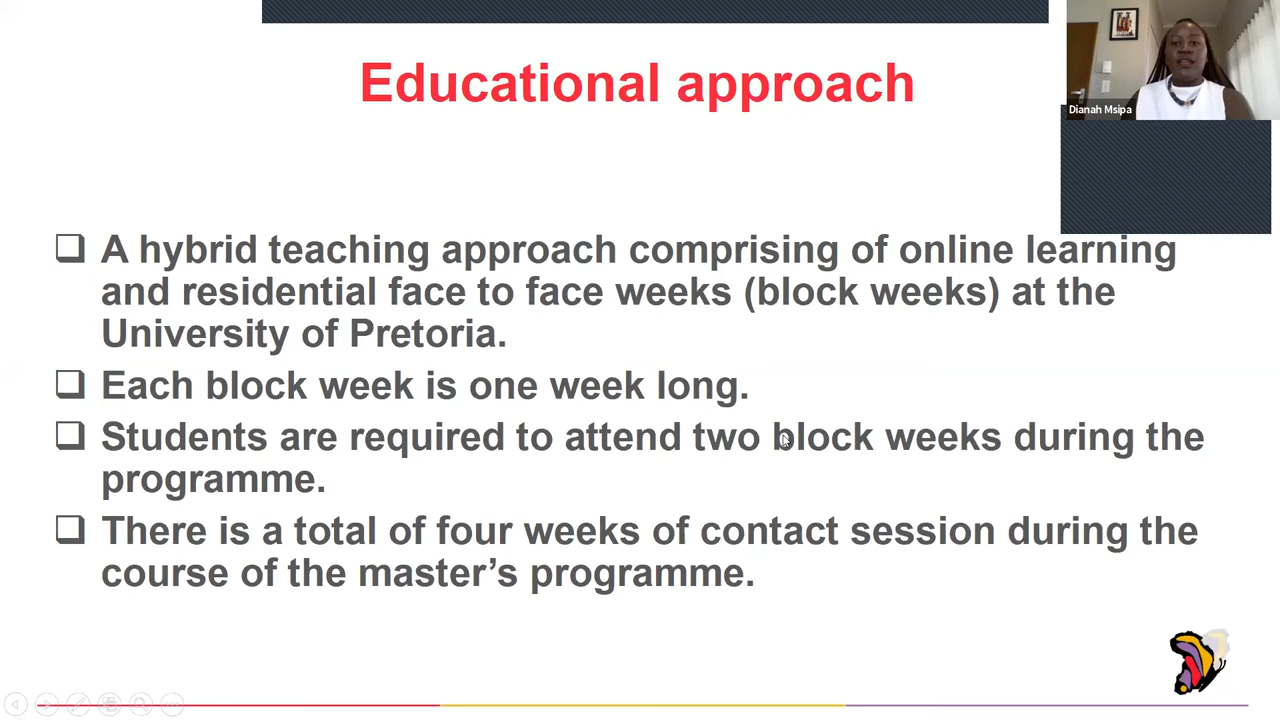 Educational approach
Dianah Msipa
❑ A hybrid teaching approach comprising of online learning
and residential face to face weeks (block weeks) at the
University of Pretoria.
❑ Each block week is one week long.
❑ Students are required to attend two block weeks during the
programme.
❑ There is a total of four weeks of contact session during the
course of the master’s programme.